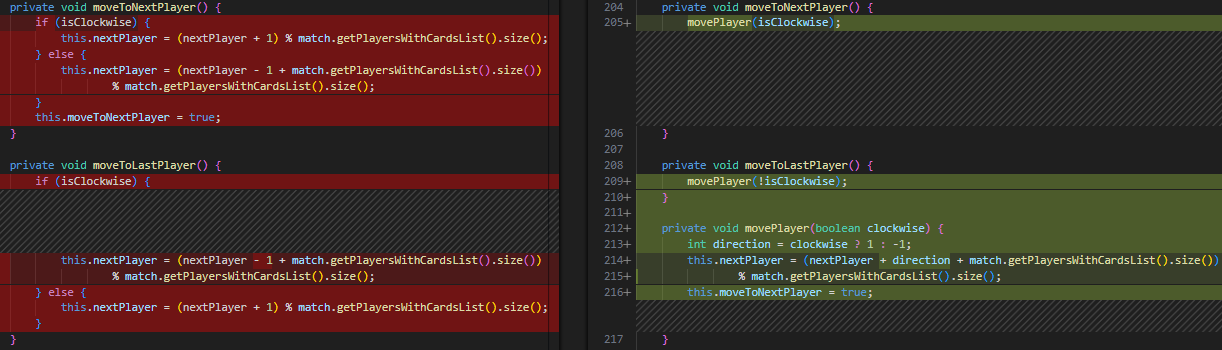 private void moveToNextPlayer() {
if (isClockwise) {
this.nextPlayer = (nextPlayer + 1) % match.getPlayersWithCardsList().size();
} else {
this.nextPlayer = (nextPlayer - 1 + match.getPlayersWithCardsList().size())
% match.getPlayersWithCardsList().size();
}
this.moveToNextPlayer = true;
}
private void moveToLastPlayer() {
if (isClockwise) {
this.nextPlayer = (nextPlayer - 1 + match.getPlayersWithCardsList().size())
% match.getPlayersWithCardsList().size();
} else {
this.nextPlayer = (nextPlayer + 1) % match.getPlayersWithCardsList().size();
}
}
204 private void moveToNextPlayer() {
205+ movePlayer(isClockwise);
206 }
207
208 private void moveToLastPlayer() {
209+ movePlayer(!isClockwise);
210+ }
211+
212+ private void movePlayer(boolean clockwise) {
213+ int direction = clockwise ? 1 : -1;
214+ this.nextPlayer = (nextPlayer + direction + match.getPlayersWithCardsList().size())
215+ % match.getPlayersWithCardsList().size();
216+ this.moveToNextPlayer = true;
217 }